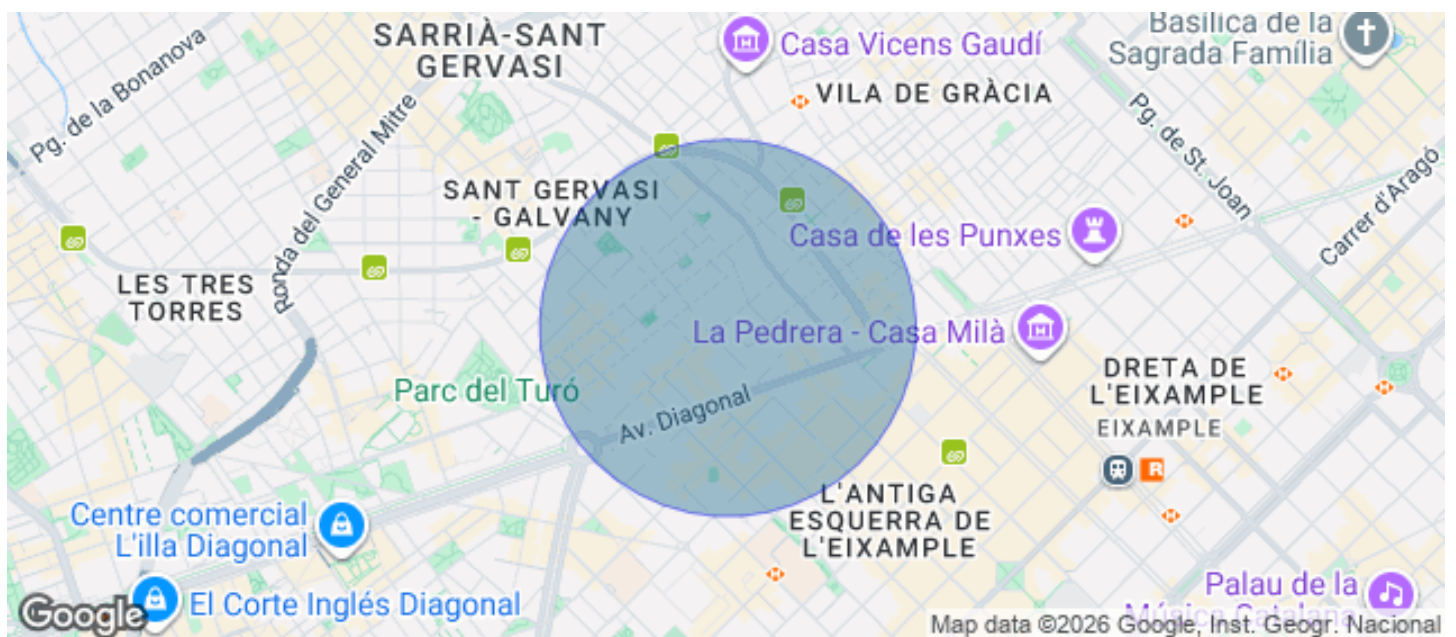 SARRIÀ-SANT
GERVASI
Casa Vicens Gaudí
Basílica de la
Sagrada Família
Pg. de la Bonanova
VILA DE GRÀCIA
Ronda del General Mitre
Pg. de St. Joan
SANT GERVASI
- GALVANY
Carrer d'Aragó
Casa de les Punxes
LES TRES
TORRES
La Pedrera - Casa Milà
DRETA DE
L'EIXAMPLE
EIXAMPLE
Parc del Turó
Av. Diagonal
R
L'ANTIGA
ESQUERRA DE
L'EIXAMPLE
Centre comercial
L'illa Diagonal
El Corte Inglés Diagonal
Palau de la
Música Catalana
Google
Map data ©2026 Google, Inst. Geogr. Nacional